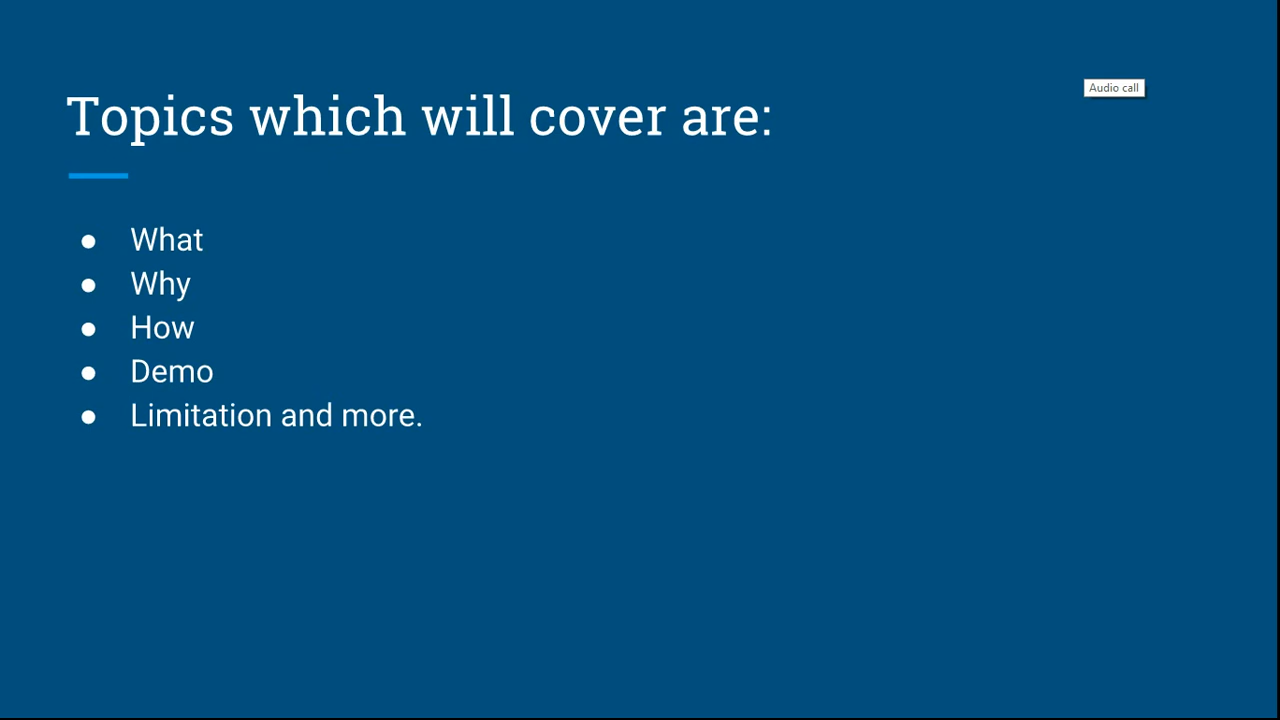 Audio call
Topics which will cover are:
● What
● Why
● How
● Demo
● Limitation and more.